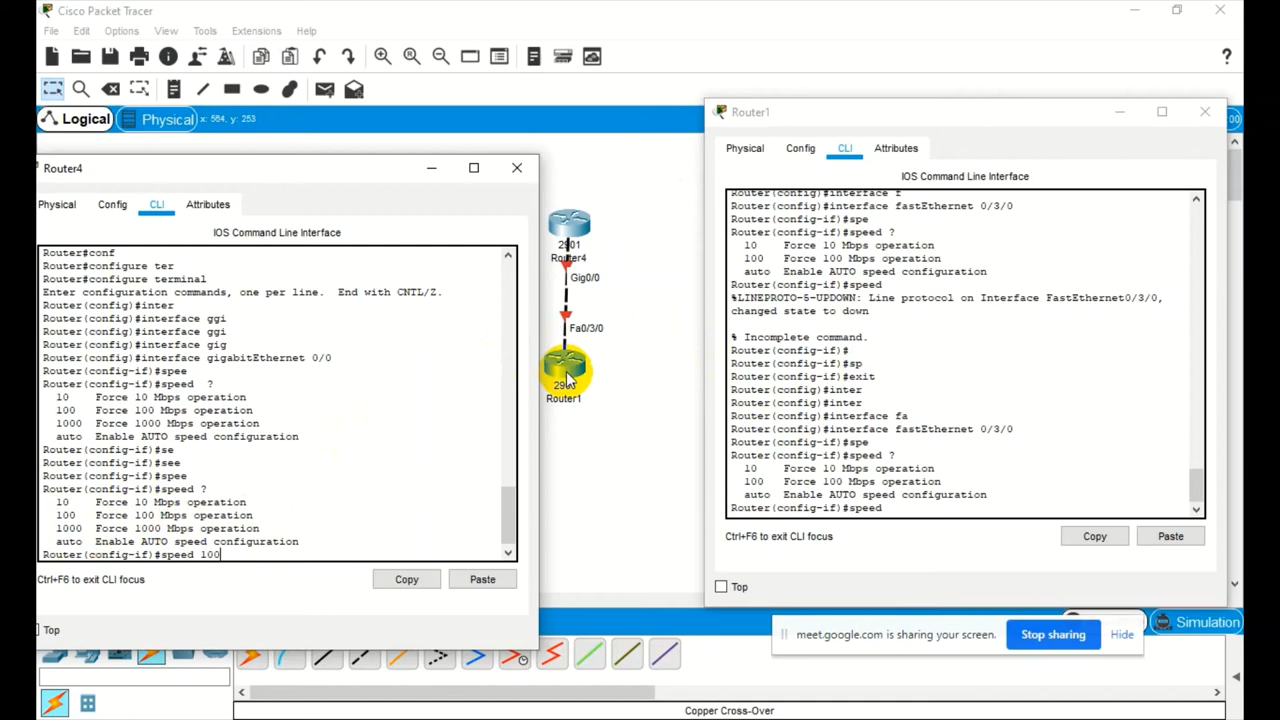 Cisco Packet Tracer
File Edit Options View Tools Extensions Help
?
Logical
Physical
x: 564, y: 253
Router4
Physical Config CLI Attributes
IOS Command Line Interface
Router#conf
Router#configure ter
Router#configure terminal
Enter configuration commands, one per line. End with CNTL/Z.
Router(config)#inter
Router(config)#interface ggi
Router(config)#interface ggi
Router(config)#interface gig
Router(config)#interface gigabitEthernet 0/0
Router(config-if)#spee
Router(config-if)#speed ?
10 Force 10 Mbps operation
100 Force 100 Mbps operation
1000 Force 1000 Mbps operation
auto Enable AUTO speed configuration
Router(config-if)#se
Router(config-if)#see
Router(config-if)#spee
Router(config-if)#speed ?
10 Force 10 Mbps operation
100 Force 100 Mbps operation
1000 Force 1000 Mbps operation
auto Enable AUTO speed configuration
Router(config-if)#speed 100
Ctrl+F6 to exit CLI focus
Copy
Paste
Top
2901
Router4
Gig0/0
Fa0/3/0
Router1
Router1
Physical Config CLI Attributes
IOS Command Line Interface
Router(config)#interface f
Router(config)#interface fastEthernet 0/3/0
Router(config-if)#spe
Router(config-if)#speed ?
10 Force 10 Mbps operation
100 Force 100 Mbps operation
auto Enable AUTO speed configuration
Router(config-if)#speed
%LINEPROTO-5-UPDOWN: Line protocol on Interface FastEthernet0/3/0,
changed state to down
% Incomplete command.
Router(config-if)#
Router(config-if)#sp
Router(config-if)#exit
Router(config)#inter
Router(config)#inter
Router(config)#interface fa
Router(config)#interface fastEthernet 0/3/0
Router(config-if)#spe
Router(config-if)#speed ?
10 Force 10 Mbps operation
100 Force 100 Mbps operation
auto Enable AUTO speed configuration
Router(config-if)#speed
Ctrl+F6 to exit CLI focus
Copy
Paste
Top
00
Simulation
meet.google.com is sharing your screen.
Stop sharing
Hide
Copper Cross-Over